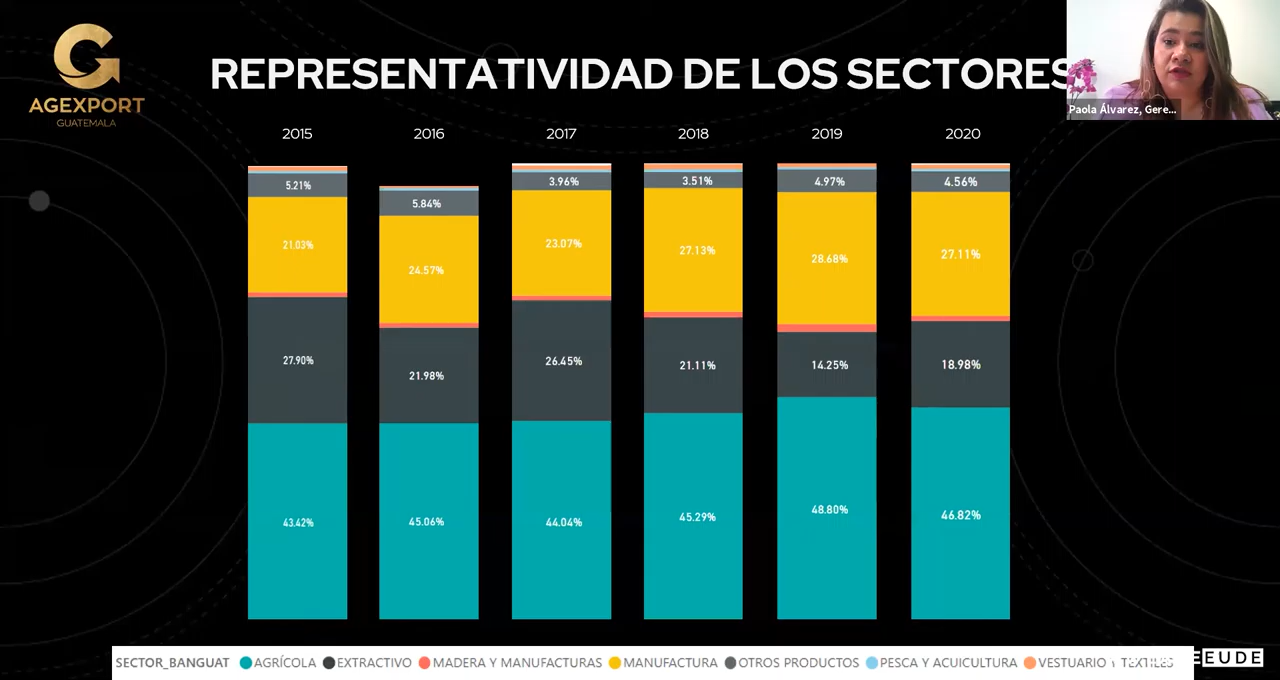 AGEXPORT
GUATEMALA
REPRESENTATIVIDAD DE LOS SECTORES
Paola Álvarez, Gere...
2015 2016 2017 2018 2019 2020
5.21% 5.84% 3.96% 3.51% 4.97% 4.56%
21.03% 24.57% 23.07% 27.13% 28.68% 27.11%
27.90% 21.98% 26.45% 21.11% 14.25% 18.98%
43.42% 45.06% 44.04% 45.29% 48.80% 46.82%
SECTOR_BANGUAT AGRÍCOLA EXTRACTIVO MADERA Y MANUFACTURAS MANUFACTURA OTROS PRODUCTOS PESCA Y ACUICULTURA VESTUARIO Y TEXTILES
EUDE